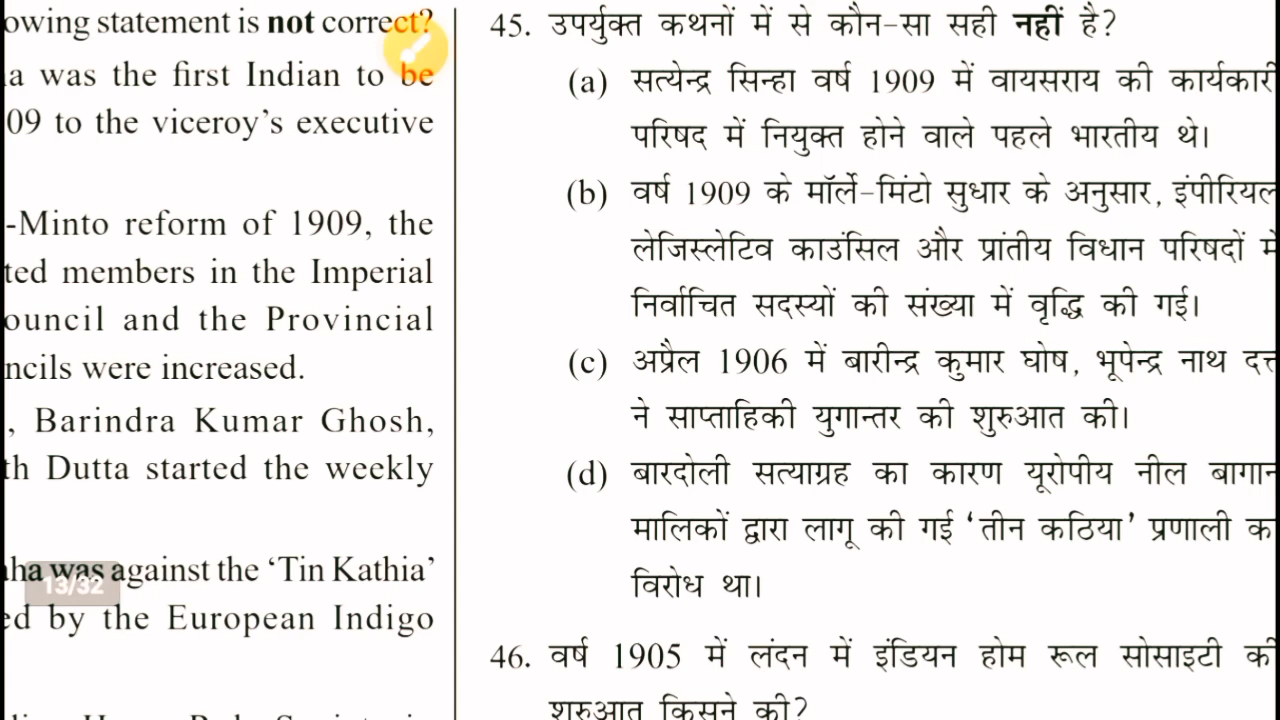 owing statement is not correct?
a was the first Indian to be
09 to the viceroy's executive
-Minto reform of 1909, the
ted members in the Imperial
ouncil and the Provincial
ncils were increased.
, Barindra Kumar Ghosh,
th Dutta started the weekly
ha was against the ‘Tin Kathia’
ed by the European Indigo
13/32
45. उपर्युक्त कथनों में से कौन-सा सही नहीं है?
(a) सत्येन्द्र सिन्हा वर्ष 1909 में वायसराय की कार्यकारी
परिषद में नियुक्त होने वाले पहले भारतीय थे।
(b) वर्ष 1909 के मॉर्ले-मिंटो सुधार के अनुसार, इंपीरियल
लेजिस्लेटिव काउंसिल और प्रांतीय विधान परिषदों में
निर्वाचित सदस्यों की संख्या में वृद्धि की गई।
(c) अप्रैल 1906 में बारीन्द्र कुमार घोष, भूपेन्द्र नाथ दत्त
ने साप्ताहिकी युगान्तर की शुरुआत की।
(d) बारदोली सत्याग्रह का कारण यूरोपीय नील बागान
मालिकों द्वारा लागू की गई ‘तीन कठिया’ प्रणाली का
विरोध था।
46. वर्ष 1905 में लंदन में इंडियन होम रूल सोसाइटी की
शुरुआत किसने की?